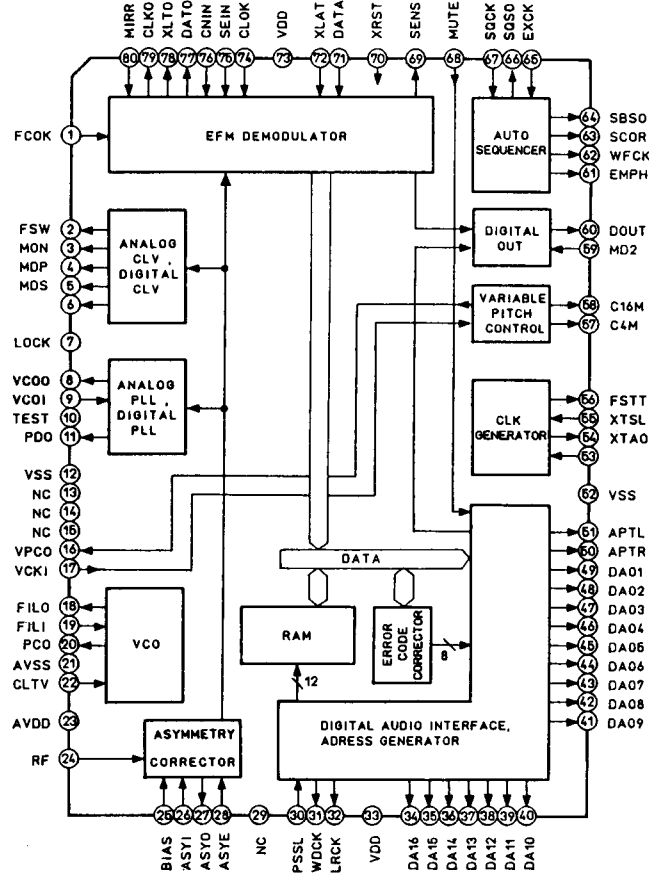 MIRR
CLKO
XLTO
DATO
CNIN
SEIN
CLOK
VDD
XLAT
DATA
XRST
SENS
MUTE
SQCK
SQSO
EXCK
80
79
78
77
76
75
74
73
72
71
70
69
68
67
66
65
FCOK 1
EFM DEMODULATOR
AUTO
SEQUENCER
64 SBSO
63 SCOR
62 WFCK
61 EMPH
FSW 2
MON 3
MDP 4
MDS 5
6
ANALOG
CLV ,
DIGITAL
CLV
DIGITAL
OUT
60 DOUT
59 MD2
VARIABLE
PITCH
CONTROL
58 C16M
57 C4M
LOCK 7
VCOO 8
VCOI 9
TEST 10
PDO 11
ANALOG
PLL ,
DIGITAL
PLL
CLK
GENERATOR
56 FSTT
55 XTSL
54 XTAO
53
VSS 12
NC 13
NC 14
NC 15
VPCO 16
VCKI 17
52 VSS
51 APTL
50 APTR
49 DA01
48 DA02
47 DA03
46 DA04
45 DA05
44 DA06
43 DA07
42 DA08
41 DA09
DATA
FILO 18
FILI 19
PCO 20
AVSS 21
CLTV 22
VCO
RAM
ERROR
CODE
CORRECTOR
8
12
AVDD 23
RF 24
ASYMMETRY
CORRECTOR
DIGITAL AUDIO INTERFACE,
ADRESS GENERATOR
25
26
27
28
29
30
31
32
33
34
35
36
37
38
39
40
BIAS
ASYI
ASYO
ASYE
NC
PSSL
WDCK
LRCK
VDD
DA16
DA15
DA14
DA13
DA12
DA11
DA10